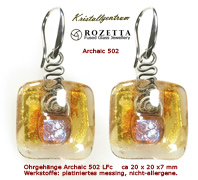 Kristallzentrum
ROZETTA
Fused Glass Jewellery
Archaic 502
Ohrgehänge Archaic 502 LFc ca 20 x 20 x7 mm
Werkstoffe: platiniertes messing, nicht-allergene.